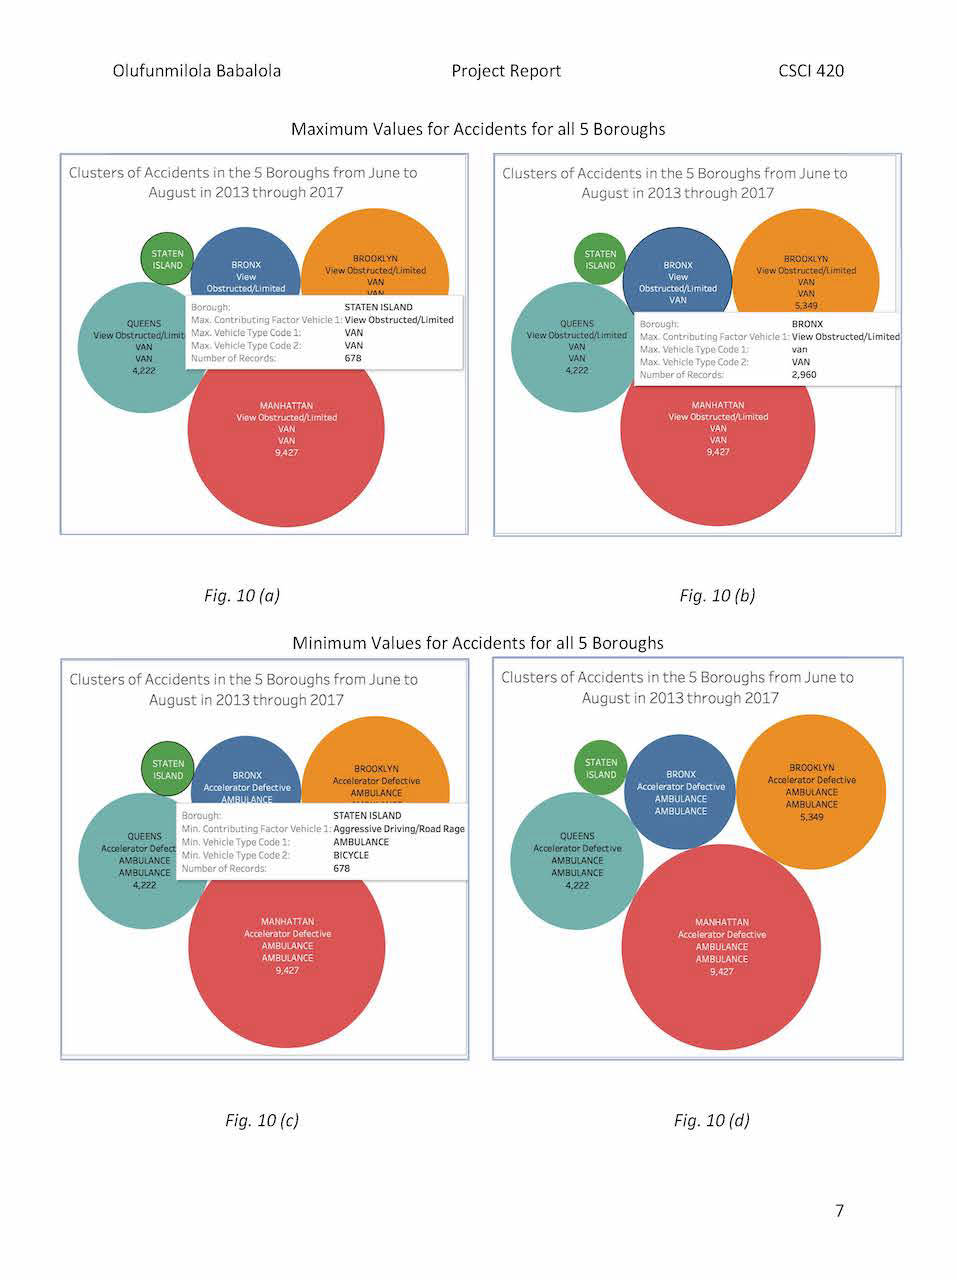 Olufunmilola Babalola Project Report CSCI 420
Maximum Values for Accidents for all 5 Boroughs
Clusters of Accidents in the 5 Boroughs from June to
August in 2013 through 2017
STATEN
ISLAND
BRONX
View
Obstructed/Limited
BROOKLYN
View Obstructed/Limited
VAN
VAN
QUEENS
View Obstructed/Limit
VAN
VAN
4,222
Borough: STATEN ISLAND
Max. Contributing Factor Vehicle 1: View Obstructed/Limited
Max. Vehicle Type Code 1: VAN
Max. Vehicle Type Code 2: VAN
Number of Records: 678
MANHATTAN
View Obstructed/Limited
VAN
VAN
9,427
Clusters of Accidents in the 5 Boroughs from June to
August in 2013 through 2017
STATEN
ISLAND
BRONX
View
Obstructed/Limited
VAN
BROOKLYN
View Obstructed/Limited
VAN
VAN
5,349
QUEENS
View Obstructed/Limited
VAN
VAN
4,222
Borough: BRONX
Max. Contributing Factor Vehicle 1: View Obstructed/Limited
Max. Vehicle Type Code 1: van
Max. Vehicle Type Code 2: VAN
Number of Records: 2,960
MANHATTAN
View Obstructed/Limited
VAN
VAN
9,427
Fig. 10 (a) Fig. 10 (b)
Minimum Values for Accidents for all 5 Boroughs
Clusters of Accidents in the 5 Boroughs from June to
August in 2013 through 2017
STATEN
ISLAND
BRONX
Accelerator Defective
AMBULANCE
BROOKLYN
Accelerator Defective
AMBULANCE
QUEENS
Accelerator Defect
AMBULANCE
AMBULANCE
4,222
Borough: STATEN ISLAND
Min. Contributing Factor Vehicle 1: Aggressive Driving/Road Rage
Min. Vehicle Type Code 1: AMBULANCE
Min. Vehicle Type Code 2: BICYCLE
Number of Records: 678
MANHATTAN
Accelerator Defective
AMBULANCE
AMBULANCE
9,427
Clusters of Accidents in the 5 Boroughs from June to
August in 2013 through 2017
STATEN
ISLAND
BRONX
Accelerator Defective
AMBULANCE
AMBULANCE
BROOKLYN
Accelerator Defective
AMBULANCE
AMBULANCE
5,349
QUEENS
Accelerator Defective
AMBULANCE
AMBULANCE
4,222
MANHATTAN
Accelerator Defective
AMBULANCE
AMBULANCE
9,427
Fig. 10 (c) Fig. 10 (d)
7